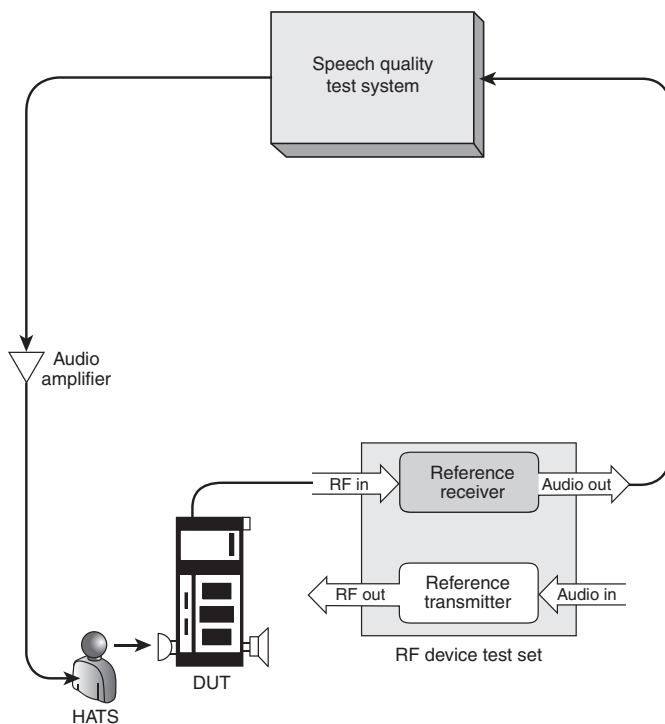 Speech quality
test system
Audio
amplifier
RF in
Reference
receiver
Audio out
RF out
Reference
transmitter
Audio in
RF device test set
DUT
HATS